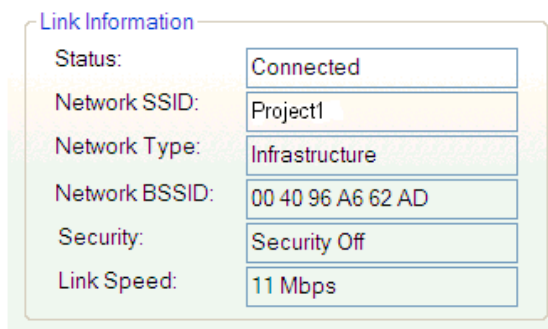 Link Information
Status: Connected
Network SSID: Project1
Network Type: Infrastructure
Network BSSID: 00 40 96 A6 62 AD
Security: Security Off
Link Speed: 11 Mbps